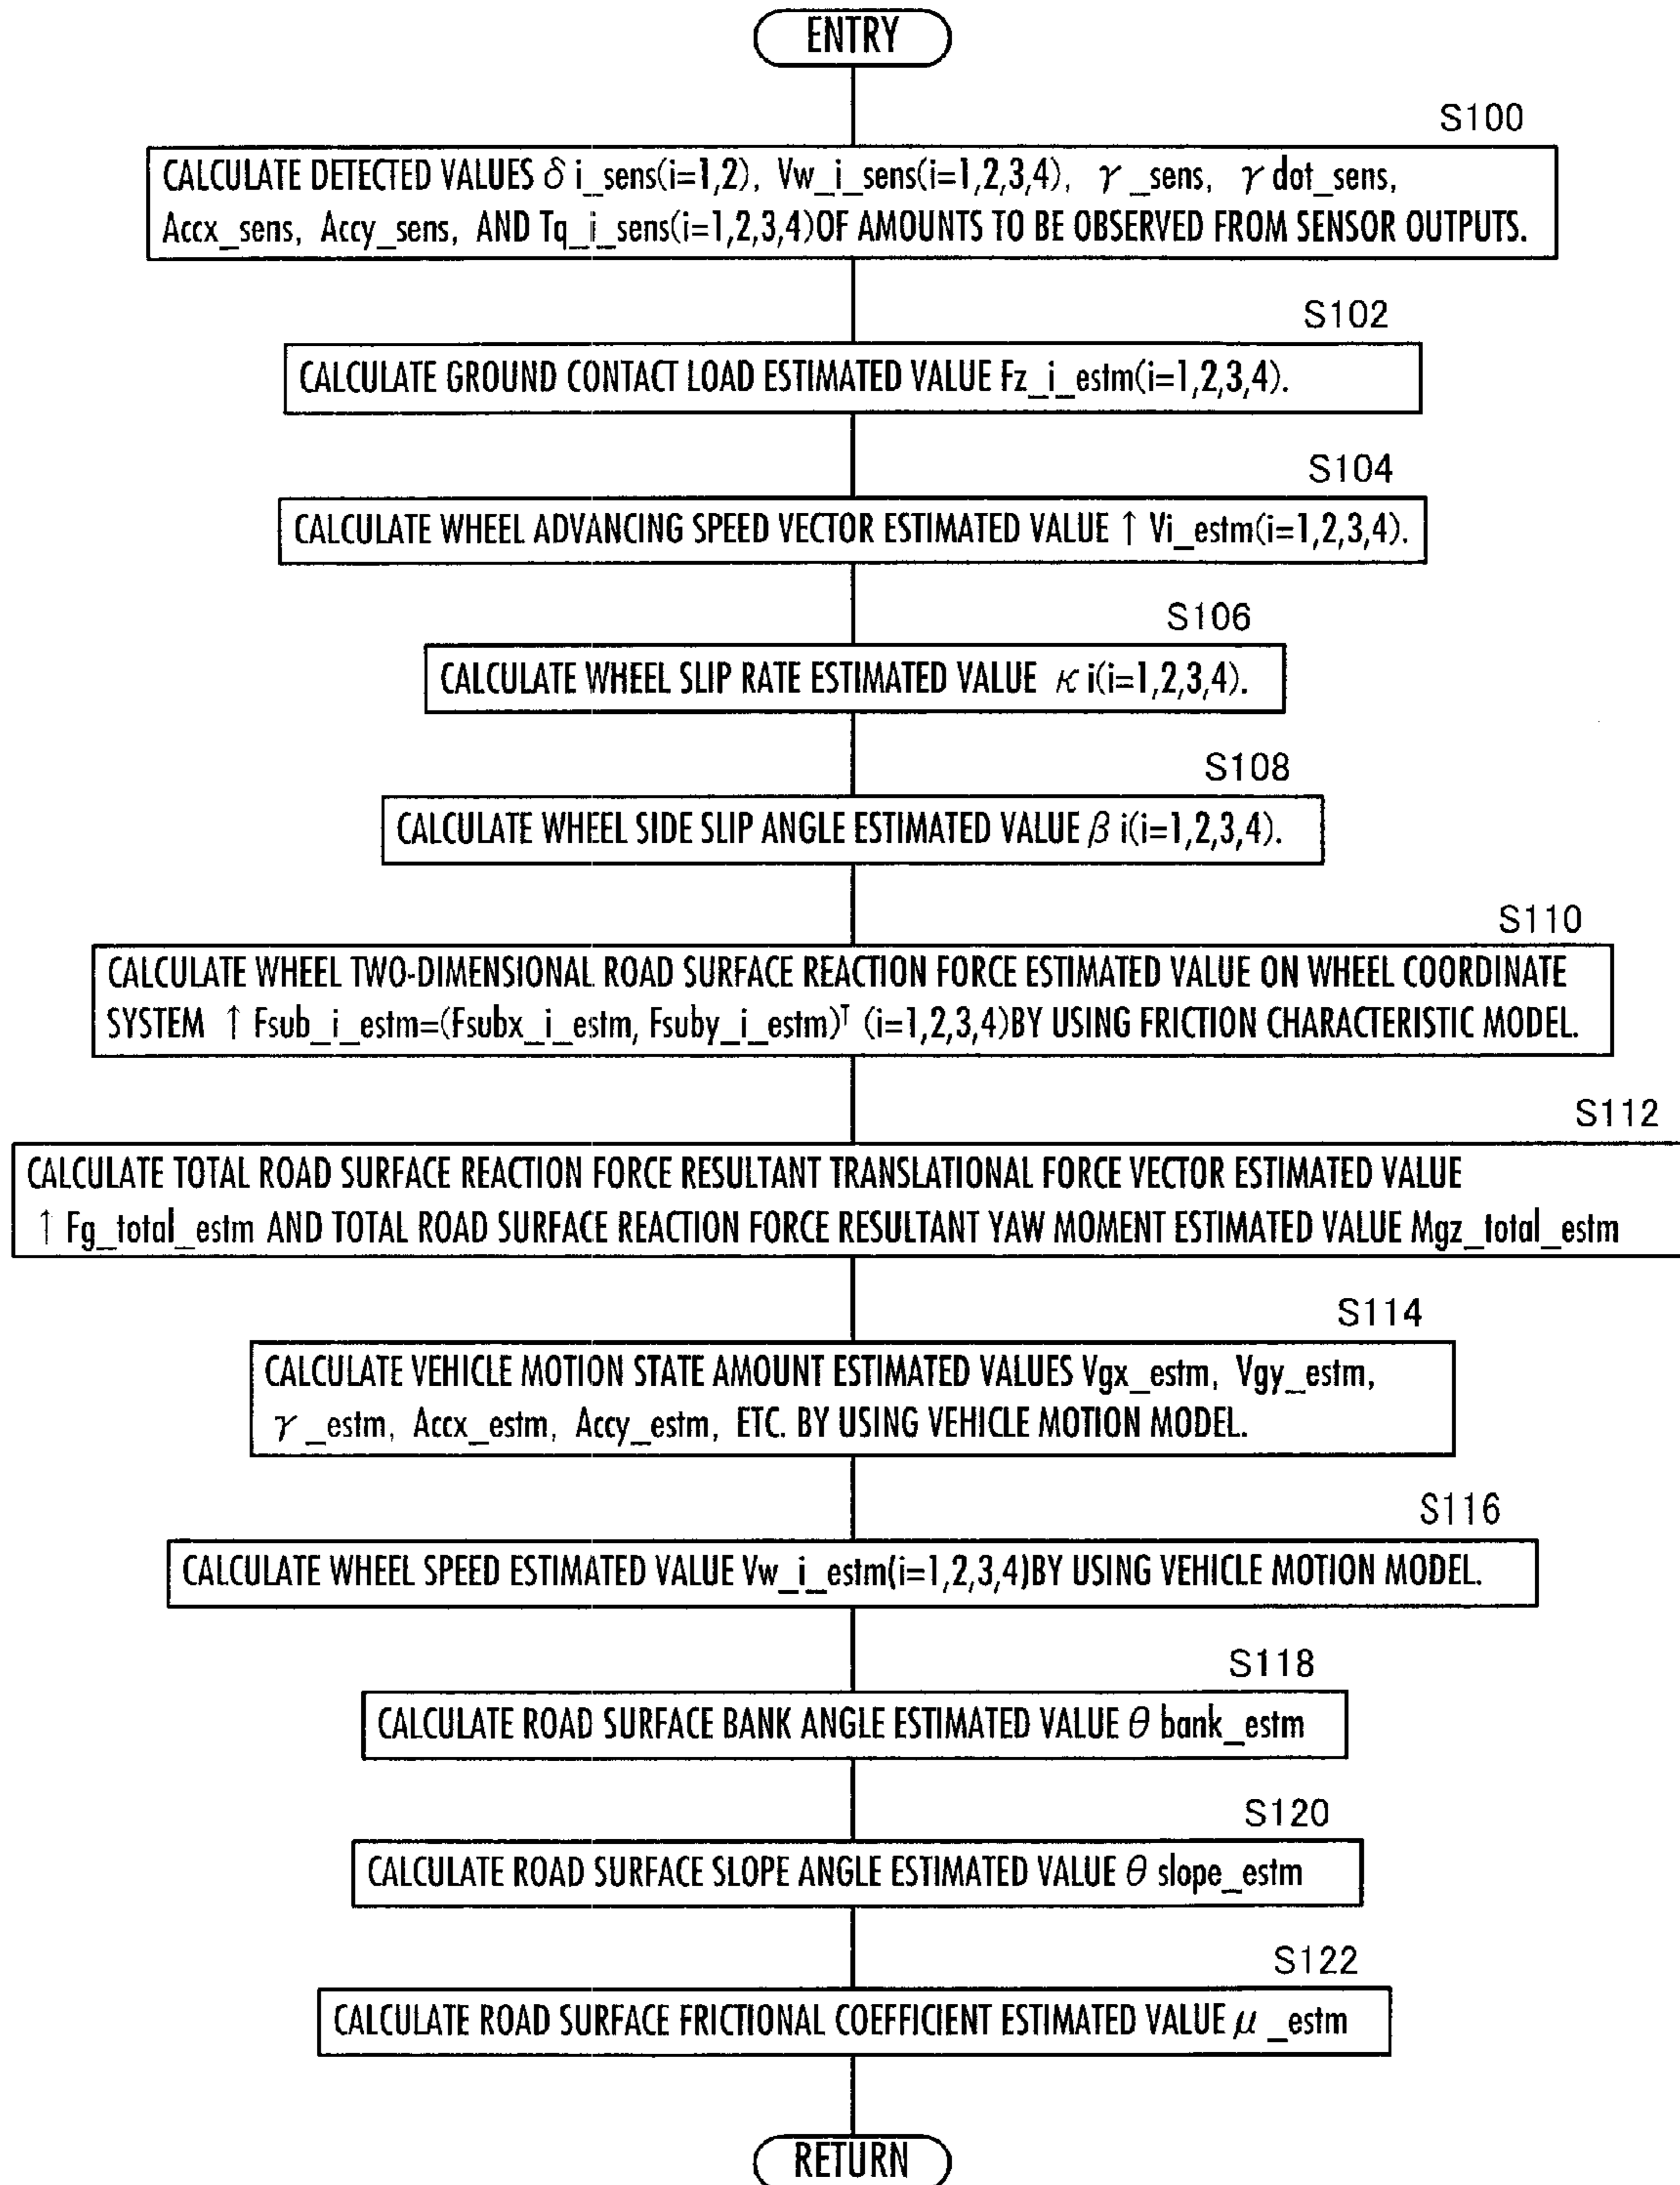 ENTRY
S100
CALCULATE DETECTED VALUES δ i_sens(i=1,2), Vw_i_sens(i=1,2,3,4), γ _sens, γ dot_sens,
Accx_sens, Accy_sens, AND Tq_i_sens(i=1,2,3,4)OF AMOUNTS TO BE OBSERVED FROM SENSOR OUTPUTS.
S102
CALCULATE GROUND CONTACT LOAD ESTIMATED VALUE Fz_i_estm(i=1,2,3,4).
S104
CALCULATE WHEEL ADVANCING SPEED VECTOR ESTIMATED VALUE ↑ Vi_estm(i=1,2,3,4).
S106
CALCULATE WHEEL SLIP RATE ESTIMATED VALUE κ i(i=1,2,3,4).
S108
CALCULATE WHEEL SIDE SLIP ANGLE ESTIMATED VALUE β i(i=1,2,3,4).
S110
CALCULATE WHEEL TWO-DIMENSIONAL ROAD SURFACE REACTION FORCE ESTIMATED VALUE ON WHEEL COORDINATE
SYSTEM ↑ Fsub_i_estm=(Fsubx_i_estm, Fsuby_i_estm)ᵀ (i=1,2,3,4)BY USING FRICTION CHARACTERISTIC MODEL.
S112
CALCULATE TOTAL ROAD SURFACE REACTION FORCE RESULTANT TRANSLATIONAL FORCE VECTOR ESTIMATED VALUE
↑ Fg_total_estm AND TOTAL ROAD SURFACE REACTION FORCE RESULTANT YAW MOMENT ESTIMATED VALUE Mgz_total_estm
S114
CALCULATE VEHICLE MOTION STATE AMOUNT ESTIMATED VALUES Vgx_estm, Vgy_estm,
γ _estm, Accx_estm, Accy_estm, ETC. BY USING VEHICLE MOTION MODEL.
S116
CALCULATE WHEEL SPEED ESTIMATED VALUE Vw_i_estm(i=1,2,3,4)BY USING VEHICLE MOTION MODEL.
S118
CALCULATE ROAD SURFACE BANK ANGLE ESTIMATED VALUE θ bank_estm
S120
CALCULATE ROAD SURFACE SLOPE ANGLE ESTIMATED VALUE θ slope_estm
S122
CALCULATE ROAD SURFACE FRICTIONAL COEFFICIENT ESTIMATED VALUE μ _estm
RETURN